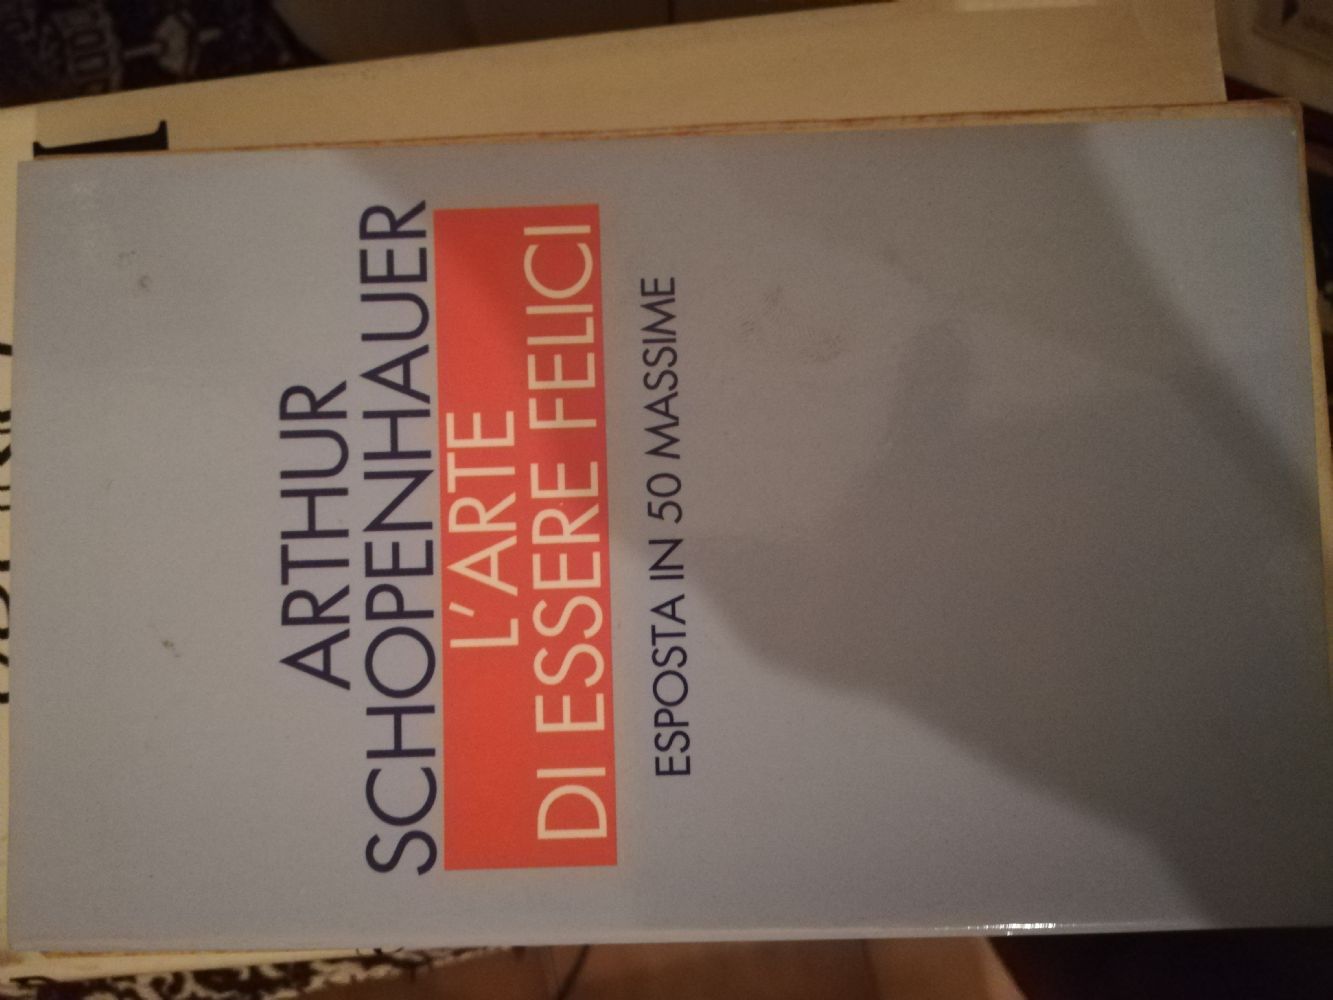 ARTHUR
SCHOPENHAUER
L'ARTE
DI ESSERE FELICI
ESPOSTA IN 50 MASSIME